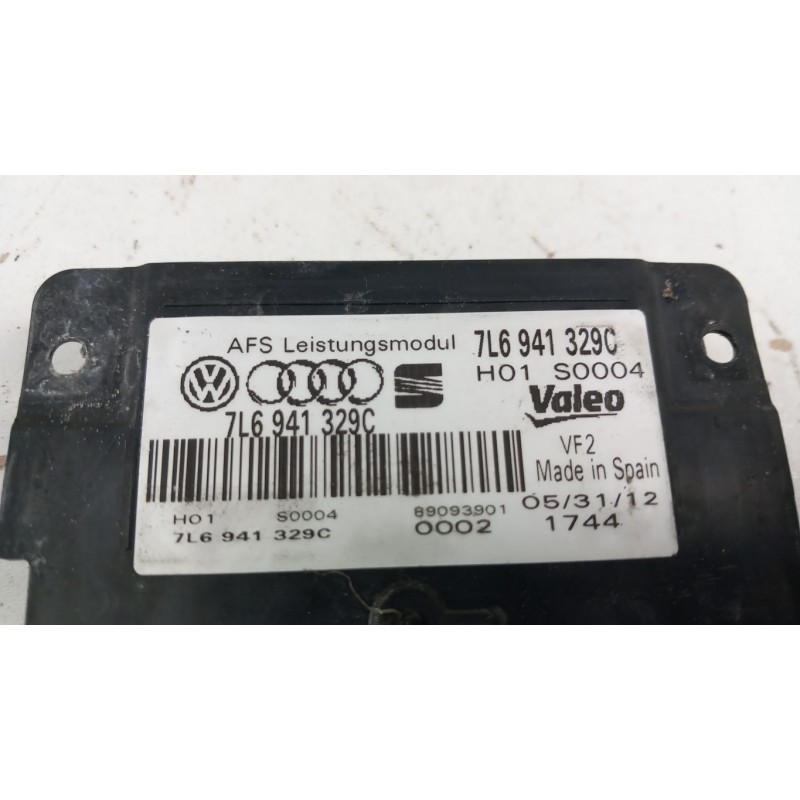 AFS Leistungsmodul 7L6 941 329C
H01 S0004
7L6 941 329C
Valeo
VF2
Made in Spain
H01 S0004 89093901 05/31/12
7L6 941 329C 0002 1744